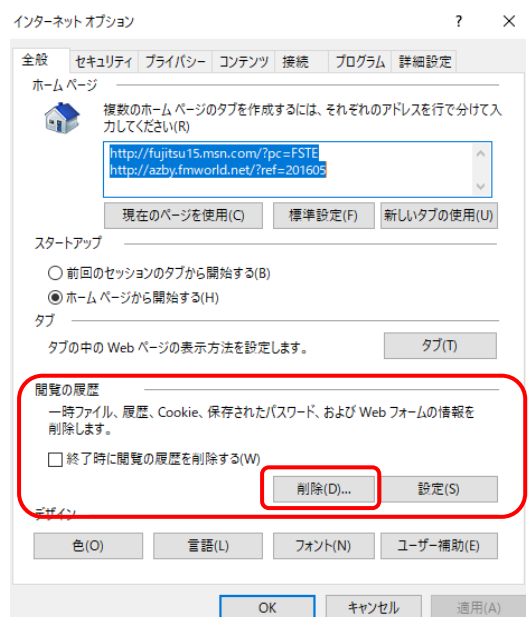 インターネット オプション ? ×
全般 セキュリティ プライバシー コンテンツ 接続 プログラム 詳細設定
ホーム ページ
複数のホーム ページのタブを作成するには、それぞれのアドレスを行で分けて入
力してください(R)
http://fujitsu15.msn.com/?pc=FSTE
http://azby.fmworld.net/?ref=201605
現在のページを使用(C) 標準設定(F) 新しいタブの使用(U)
スタートアップ
前回のセッションのタブから開始する(B)
ホーム ページから開始する(H)
タブ
タブの中の Web ページの表示方法を設定します。 タブ(T)
閲覧の履歴
一時ファイル、履歴、Cookie、保存されたパスワード、および Web フォームの情報を
削除します。
終了時に閲覧の履歴を削除する(W)
削除(D)... 設定(S)
デザイン
色(O) 言語(L) フォント(N) ユーザー補助(E)
OK キャンセル 適用(A)